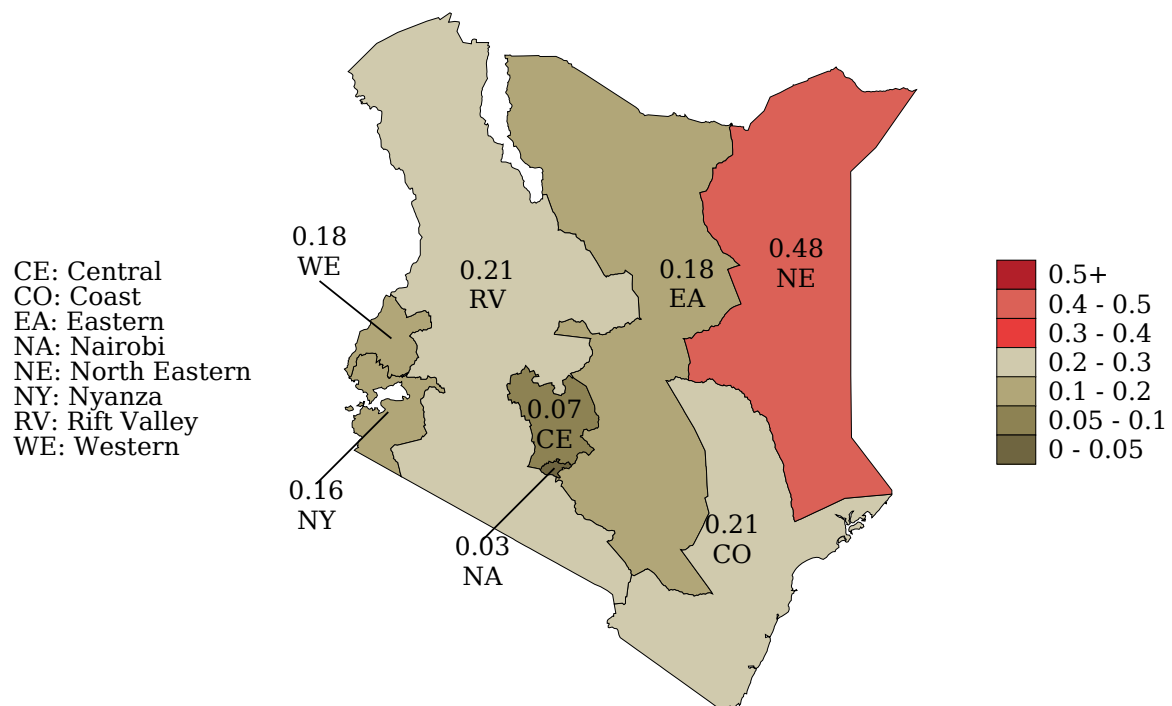 0.18
WE
0.21
RV
0.18
EA
0.48
NE
CE: Central
CO: Coast
EA: Eastern
NA: Nairobi
NE: North Eastern
NY: Nyanza
RV: Rift Valley
WE: Western
0.07
CE
0.16
NY
0.03
NA
0.21
CO
0.5+
0.4 - 0.5
0.3 - 0.4
0.2 - 0.3
0.1 - 0.2
0.05 - 0.1
0 - 0.05